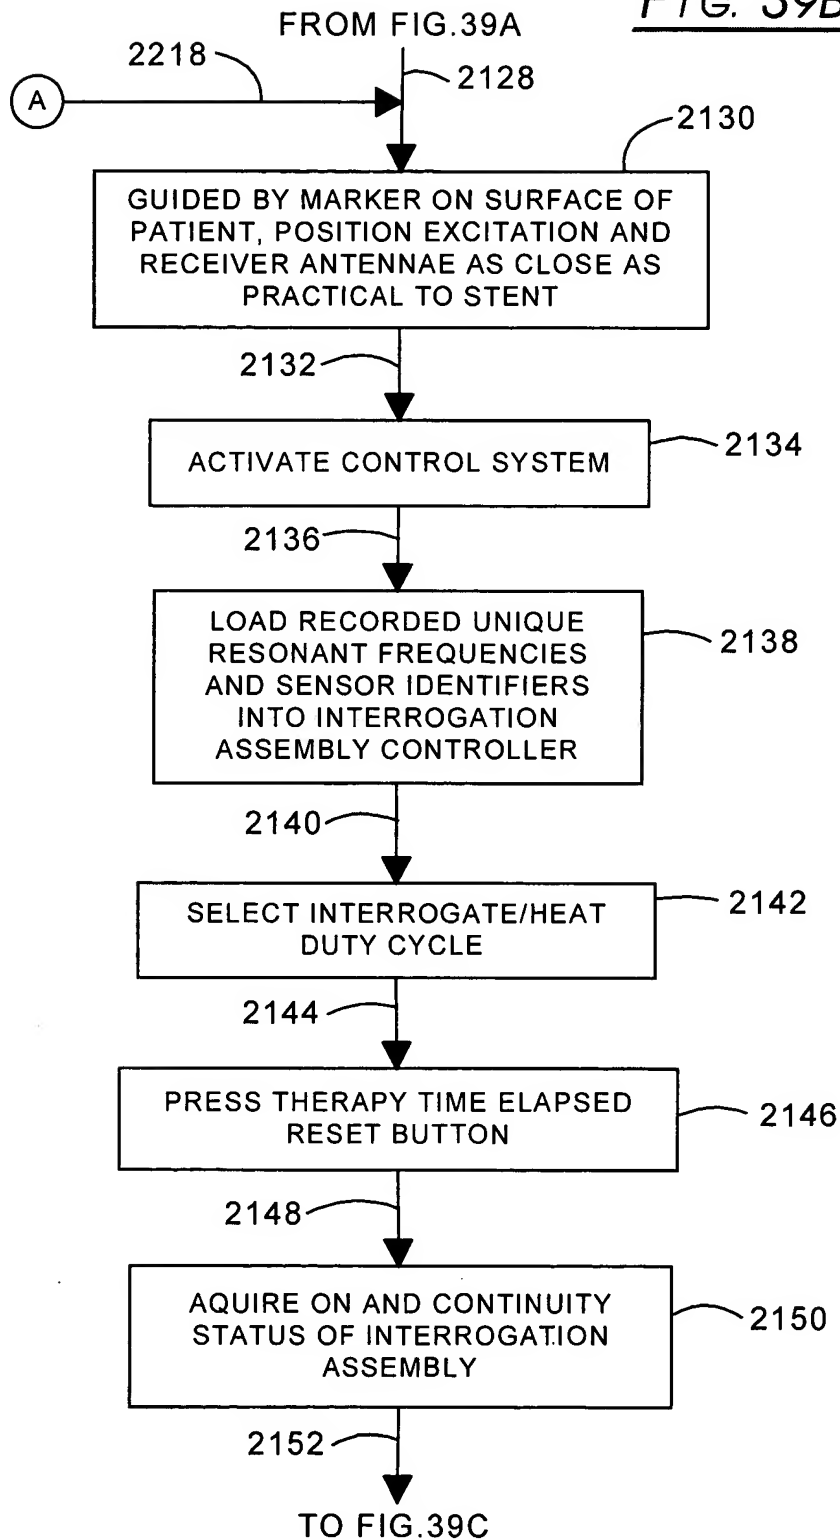 FIG. 39B
FROM FIG.39A
2218
2128
A
2130
GUIDED BY MARKER ON SURFACE OF
PATIENT, POSITION EXCITATION AND
RECEIVER ANTENNAE AS CLOSE AS
PRACTICAL TO STENT
2132
2134
ACTIVATE CONTROL SYSTEM
2136
LOAD RECORDED UNIQUE
RESONANT FREQUENCIES
AND SENSOR IDENTIFIERS
INTO INTERROGATION
ASSEMBLY CONTROLLER
2138
2140
SELECT INTERROGATE/HEAT
DUTY CYCLE
2142
2144
PRESS THERAPY TIME ELAPSED
RESET BUTTON
2146
2148
AQUIRE ON AND CONTINUITY
STATUS OF INTERROGATION
ASSEMBLY
2150
2152
TO FIG.39C